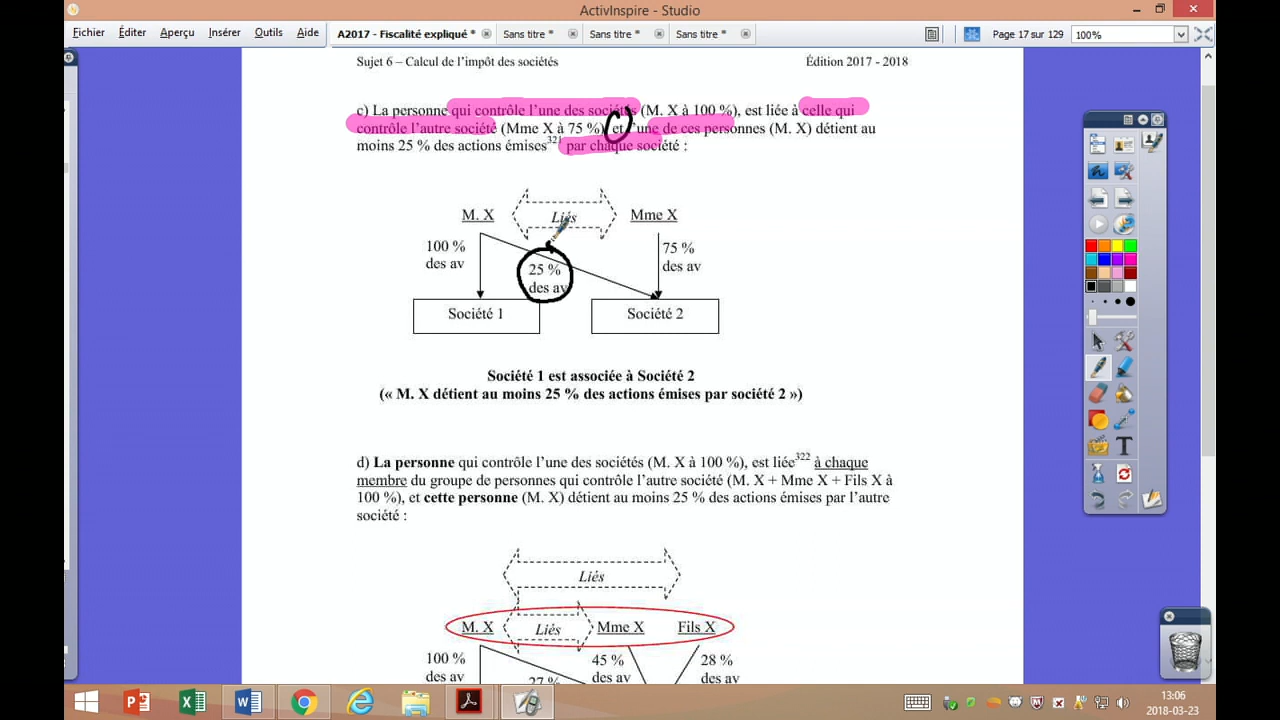 ActivInspire - Studio
Fichier Éditer Aperçu Insérer Outils Aide
A2017 - Fiscalité expliqué * Sans titre * Sans titre * Sans titre *
Page 17 sur 129 100%
Sujet 6 – Calcul de l'impôt des sociétés Édition 2017 - 2018
c) La personne qui contrôle l'une des sociétés (M. X à 100 %), est liée à celle qui
contrôle l'autre société (Mme X à 75 %) et l'une de ces personnes (M. X) détient au
moins 25 % des actions émises321 par chaque société :
M. X Liés Mme X
100 %
des av
25 %
des av
75 %
des av
Société 1 Société 2
Société 1 est associée à Société 2
(« M. X détient au moins 25 % des actions émises par société 2 »)
d) La personne qui contrôle l'une des sociétés (M. X à 100 %), est liée322 à chaque
membre du groupe de personnes qui contrôle l'autre société (M. X + Mme X + Fils X à
100 %), et cette personne (M. X) détient au moins 25 % des actions émises par l'autre
société :
Liés
M. X Liés Mme X Fils X
100 %
des av
27 %
45 %
des av
28 %
des av
13:06
2018-03-23